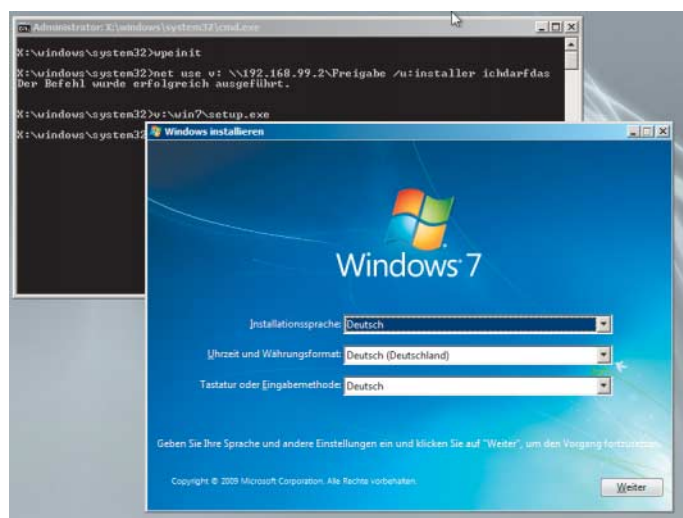 Administrator: X:\windows\system32\cmd.exe
X:\windows\system32>wpeinit
X:\windows\system32>net use v: \\192.168.99.2\Freigabe /u:installer ichdarfdas
Der Befehl wurde erfolgreich ausgeführt.
X:\windows\system32>v:\win7\setup.exe
X:\windows\system32
Windows installieren
Windows 7
Installationssprache: Deutsch
Uhrzeit und Währungsformat: Deutsch (Deutschland)
Tastatur oder Eingabemethode: Deutsch
Geben Sie Ihre Sprache und andere Einstellungen ein und klicken Sie auf "Weiter", um den Vorgang fortzusetzen.
Copyright © 2009 Microsoft Corporation. Alle Rechte vorbehalten.
Weiter